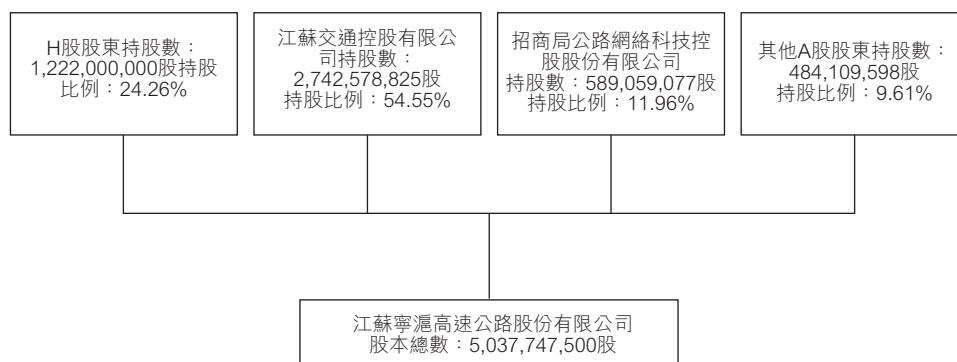 H股股東持股數：
1,222,000,000股持股
比例：24.26%
江蘇交通控股有限公
司持股數：
2,742,578,825股
持股比例：54.55%
招商局公路網絡科技控
股股份有限公司
持股數：589,059,077股
持股比例：11.96%
其他A股股東持股數：
484,109,598股
持股比例：9.61%
江蘇寧滬高速公路股份有限公司
股本總數：5,037,747,500股